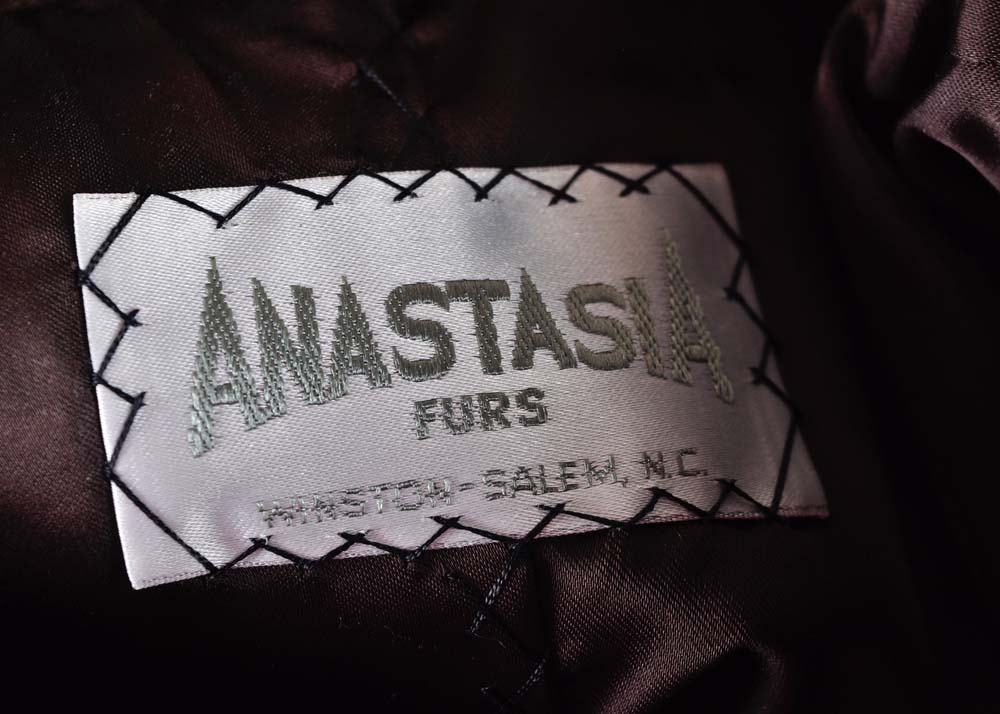 ANASTASIA
FURS
WINSTON-SALEM, N.C.